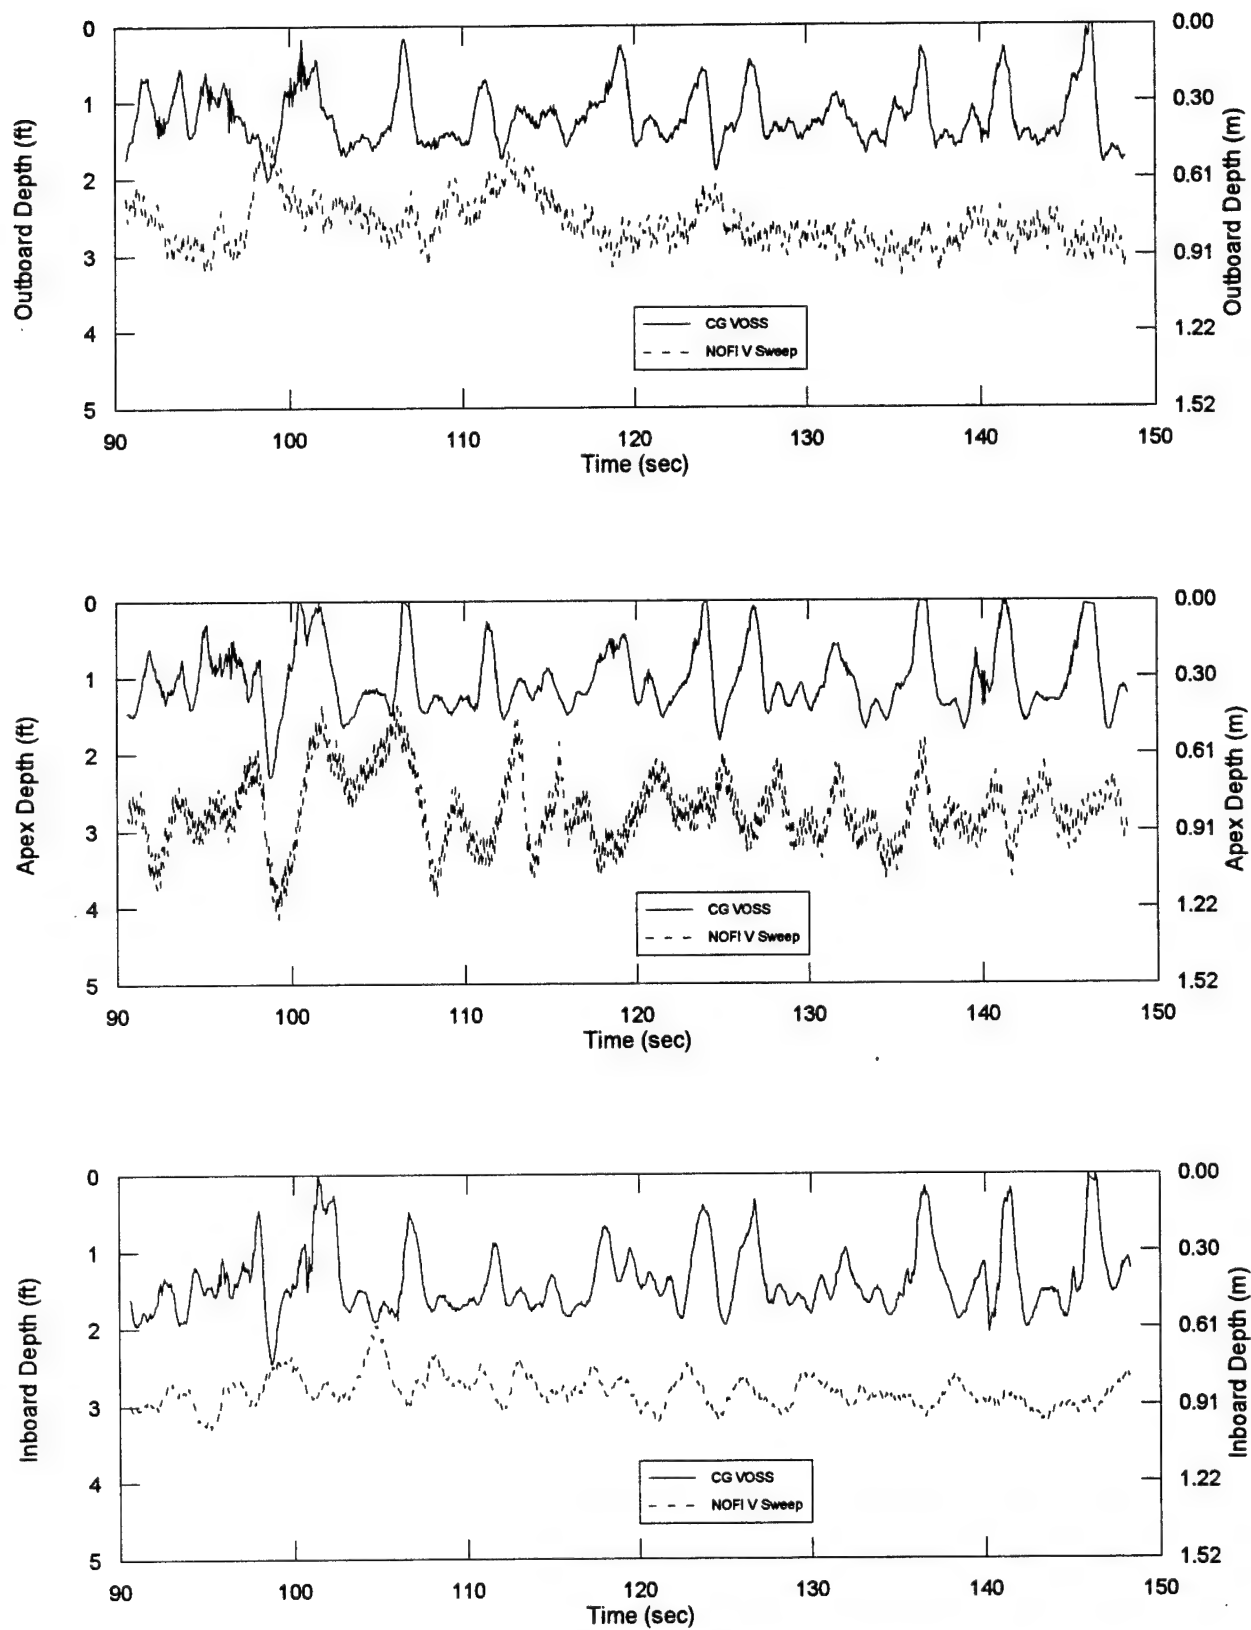 0
1
2
3
4
5
Outboard Depth (ft)
0.00
0.30
0.61
0.91
1.22
1.52
Outboard Depth (m)
CG VOSS
NOFI V Sweep
90 100 110 120 130 140 150
Time (sec)
0
1
2
3
4
5
Apex Depth (ft)
0.00
0.30
0.61
0.91
1.22
1.52
Apex Depth (m)
CG VOSS
NOFI V Sweep
90 100 110 120 130 140 150
Time (sec)
0
1
2
3
4
5
Inboard Depth (ft)
0.00
0.30
0.61
0.91
1.22
1.52
Inboard Depth (m)
CG VOSS
NOFI V Sweep
90 100 110 120 130 140 150
Time (sec)